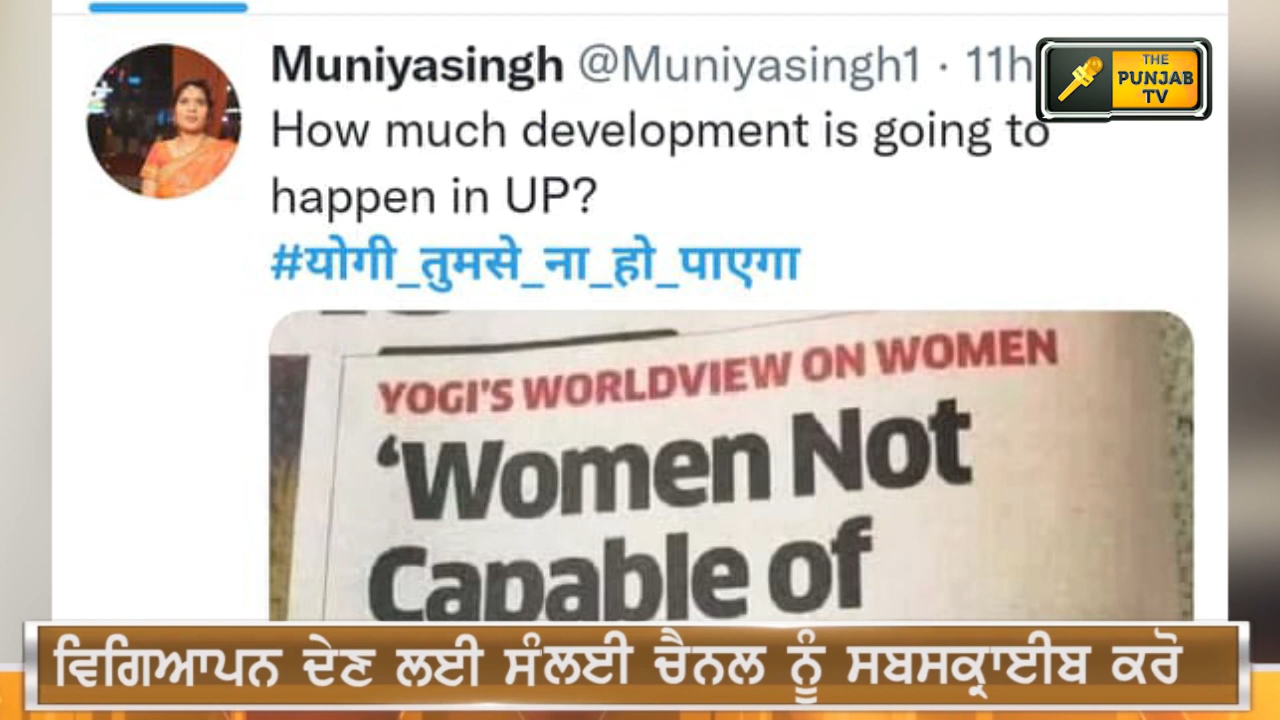 Muniyasingh @Muniyasingh1 · 11h
THE
PUNJAB
TV
How much development is going to
happen in UP?
#योगी_तुमसे_ना_हो_पाएगा
YOGI'S WORLDVIEW ON WOMEN
‘Women Not
Capable of
ਵਿਗਿਆਪਨ ਦੇਣ ਲਈ ਸੰਲਈ ਚੈਨਲ ਨੂੰ ਸਬਸਕ੍ਰਾਈਬ ਕਰੋ